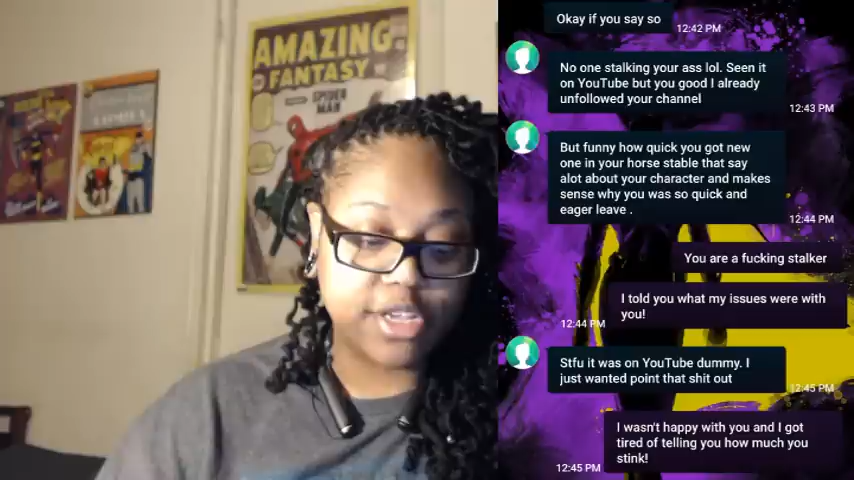 AMAZING
FANTASY
SPIDER
MAN
Okay if you say so
12:42 PM
No one stalking your ass lol. Seen it
on YouTube but you good I already
unfollowed your channel
12:43 PM
But funny how quick you got new
one in your horse stable that say
alot about your character and makes
sense why you was so quick and
eager leave .
12:44 PM
You are a fucking stalker
I told you what my issues were with
you!
12:44 PM
Stfu it was on YouTube dummy. I
just wanted point that shit out
12:45 PM
I wasn't happy with you and I got
tired of telling you how much you
stink!
12:45 PM